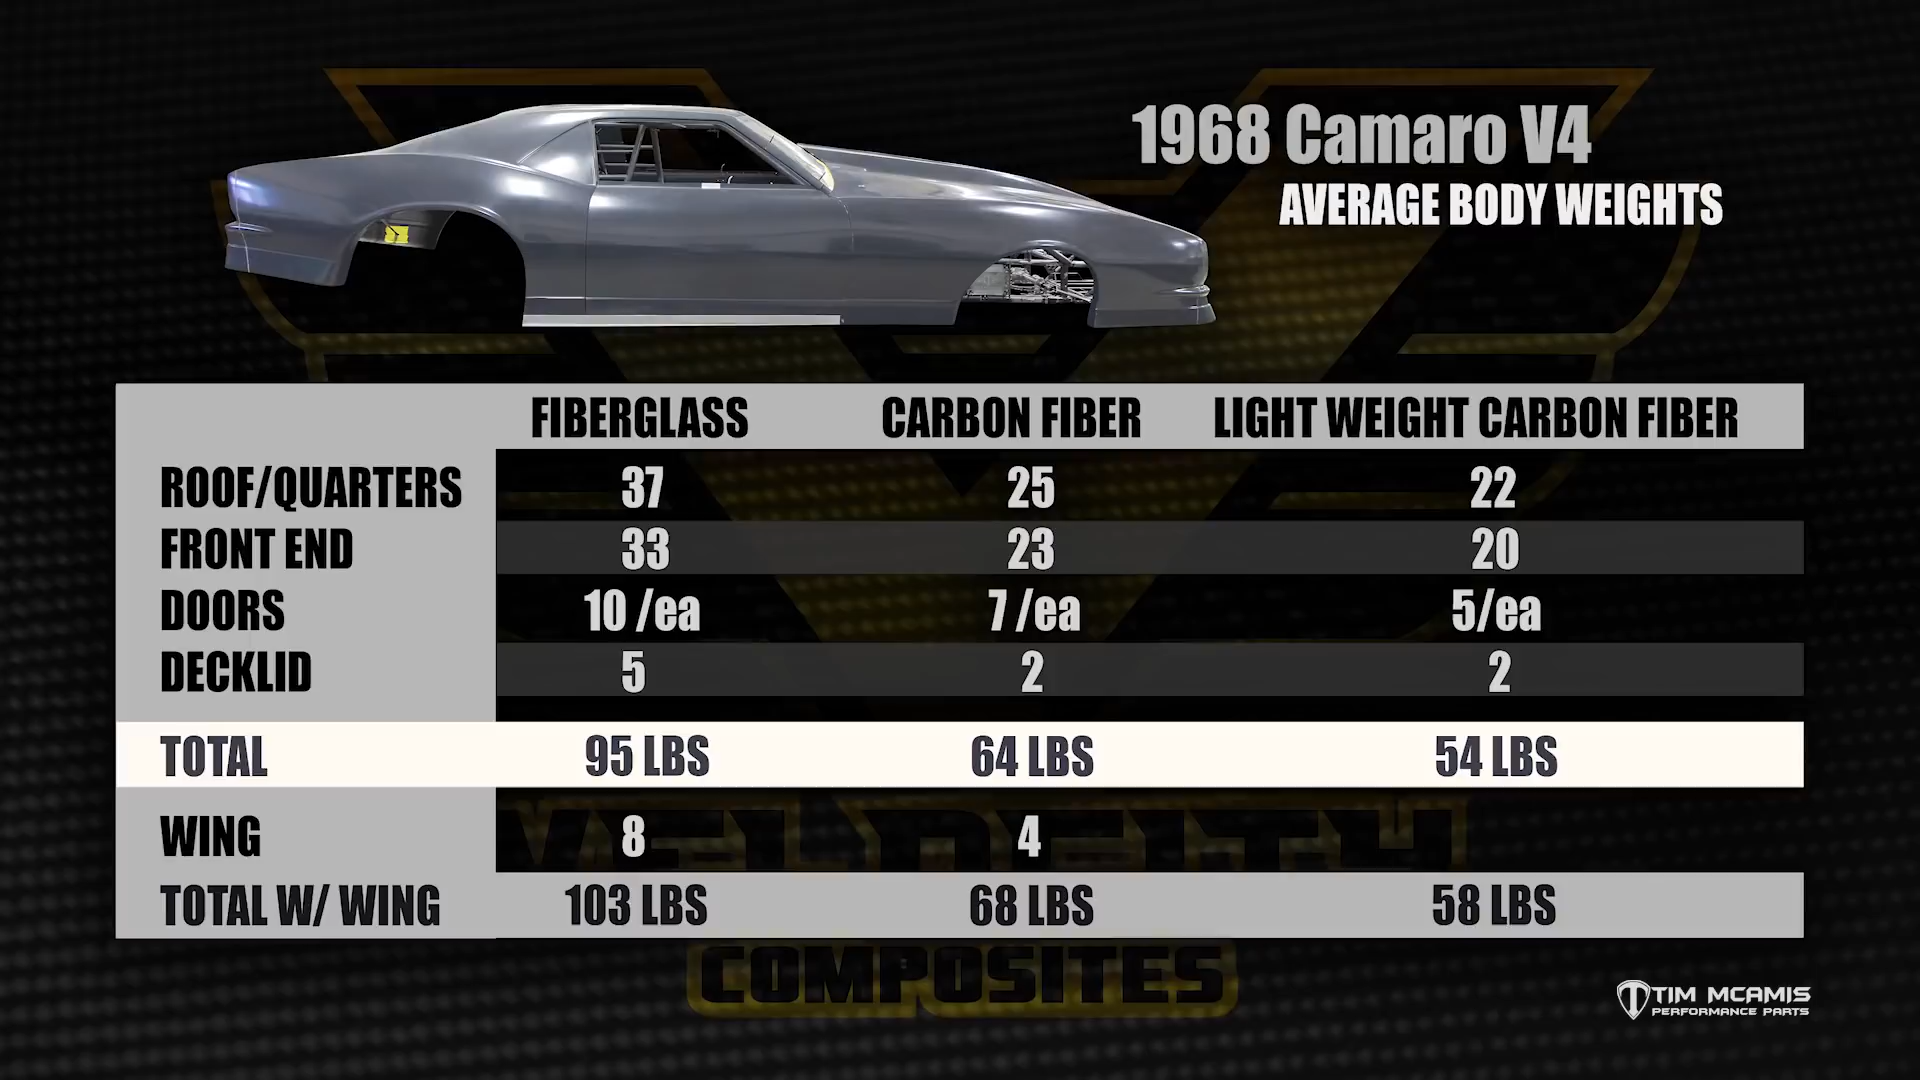 1968 Camaro V4
AVERAGE BODY WEIGHTS
FIBERGLASS CARBON FIBER LIGHT WEIGHT CARBON FIBER
ROOF/QUARTERS 37 25 22
FRONT END 33 23 20
DOORS 10 /ea 7 /ea 5/ea
DECKLID 5 2 2
TOTAL 95 LBS 64 LBS 54 LBS
WING 8 4
TOTAL W/ WING 103 LBS 68 LBS 58 LBS
VELOCITY
COMPOSITES
TIM MCAMIS
PERFORMANCE PARTS